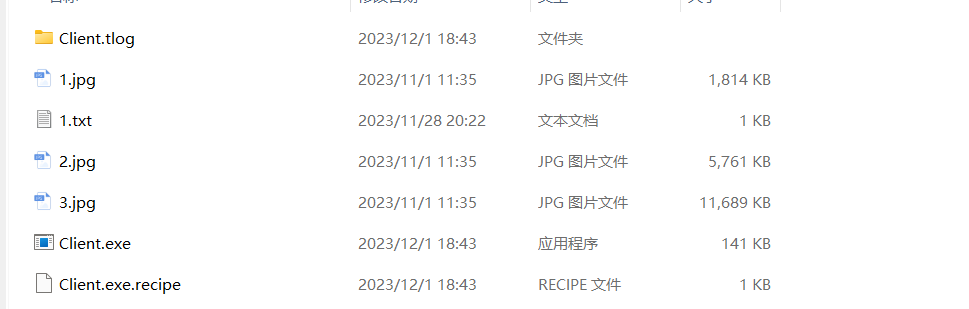 Client.tlog 2023/12/1 18:43 文件夹
1.jpg 2023/11/1 11:35 JPG 图片文件 1,814 KB
1.txt 2023/11/28 20:22 文本文档 1 KB
2.jpg 2023/11/1 11:35 JPG 图片文件 5,761 KB
3.jpg 2023/11/1 11:35 JPG 图片文件 11,689 KB
Client.exe 2023/12/1 18:43 应用程序 141 KB
Client.exe.recipe 2023/12/1 18:43 RECIPE 文件 1 KB